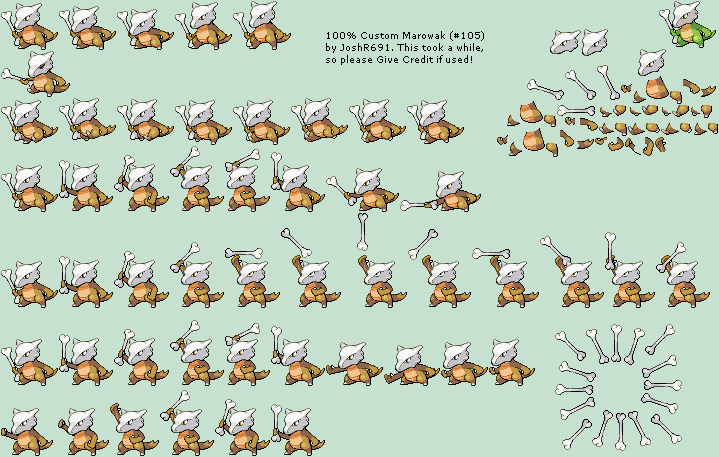 100% Custom Marowak (#105)
by JoshR691. This took a while,
so please Give Credit if used!